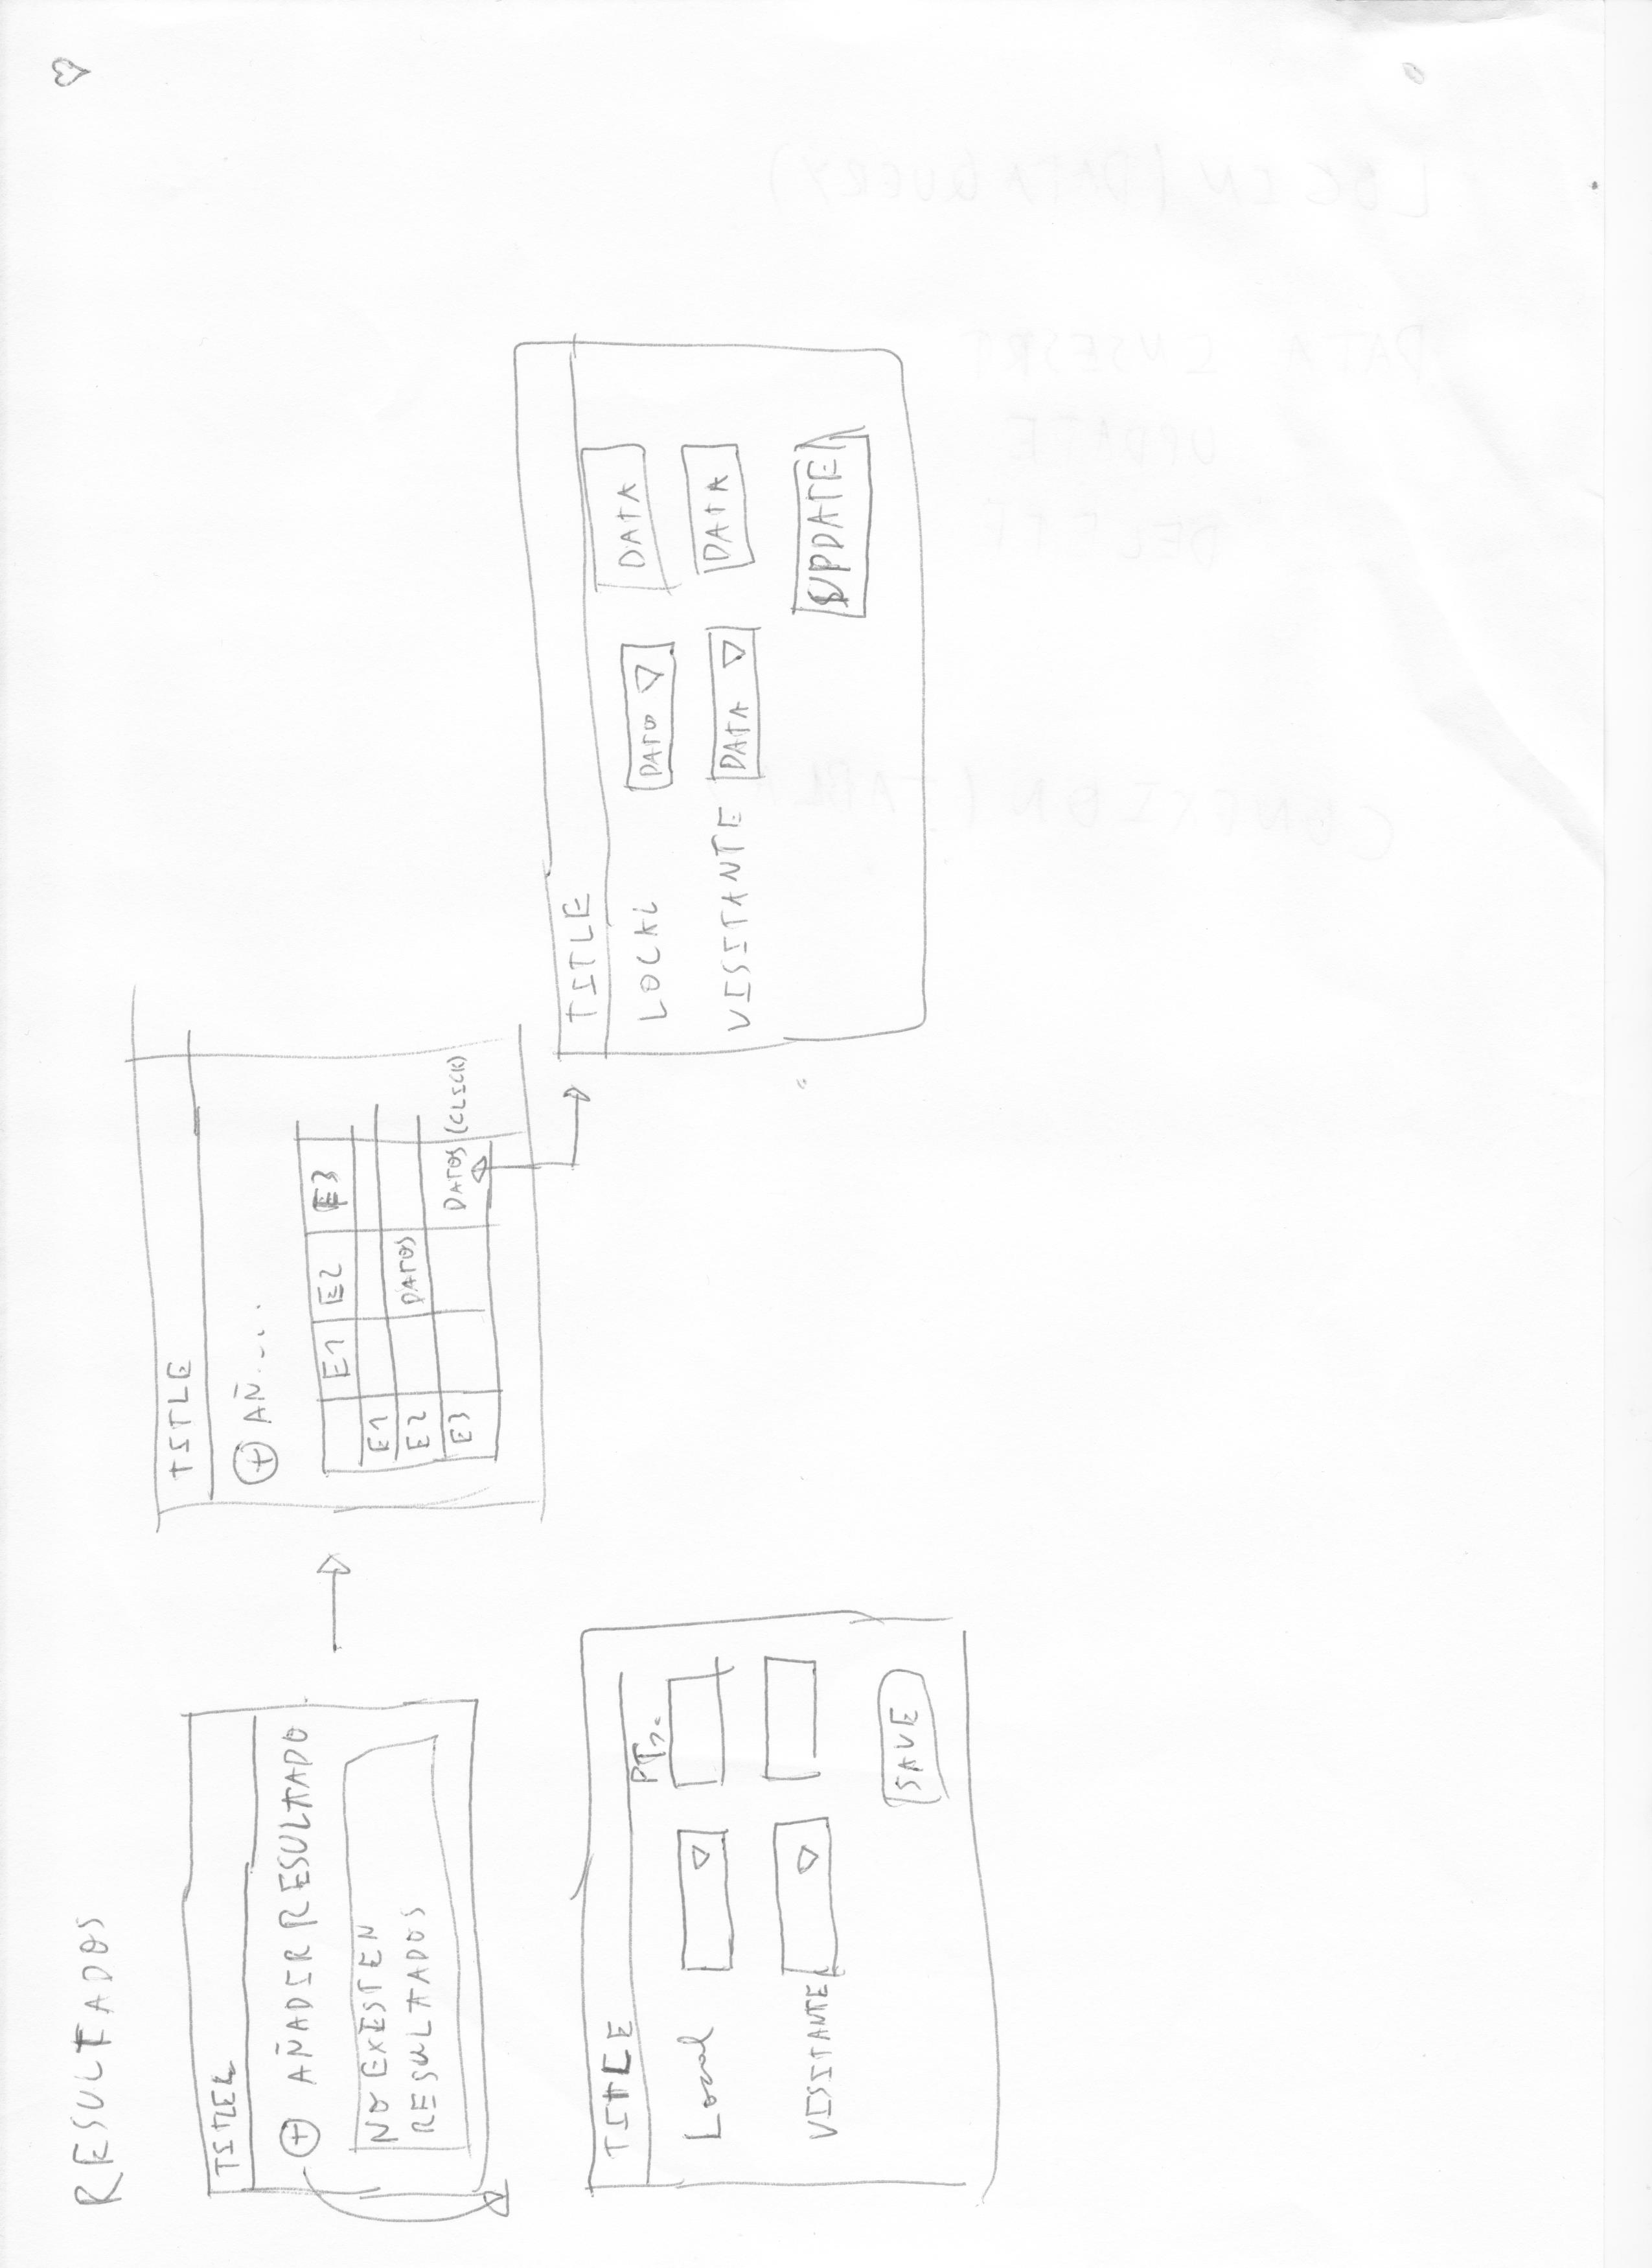 RESULTADOS
TITLE
+ AÑADIR RESULTADO
NO EXISTEN
RESULTADOS
TITLE
+ AÑ....
E1 E2 E3
E1
E2 DATOS
E3 DATOS (CLICK)
TITLE
PT
Local
VISITANTE
SAVE
TITLE
LOCAL DATO DATA
VISITANTE DATA DATA
UPDATE
LOGIN (DATA QUERY)
DATA INSERT
UPDATE
DELETE
CONEXION (TABLA